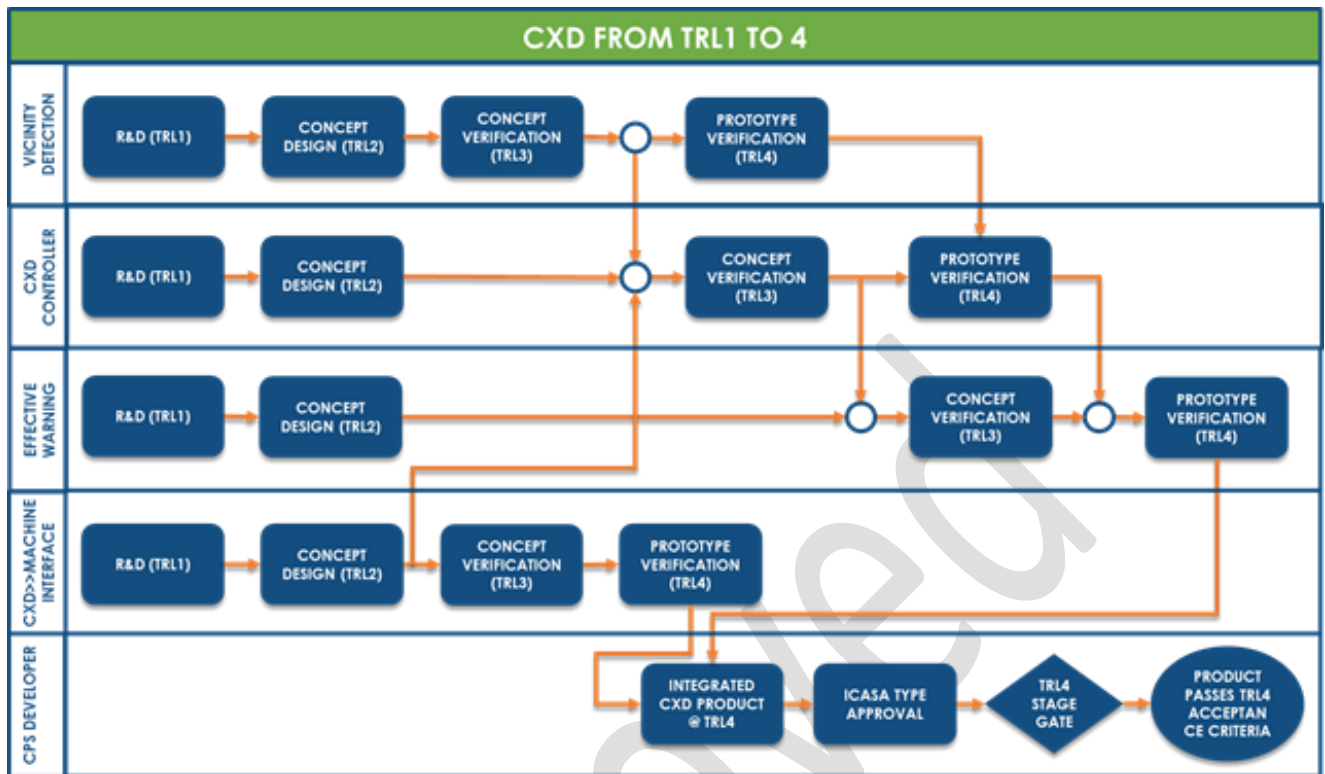 CXD FROM TRL1 TO 4
VICINITY
DETECTION
R&D (TRL1)
CONCEPT
DESIGN (TRL2)
CONCEPT
VERIFICATION
(TRL3)
PROTOTYPE
VERIFICATION
(TRL4)
CXD
CONTROLLER
R&D (TRL1)
CONCEPT
DESIGN (TRL2)
CONCEPT
VERIFICATION
(TRL3)
PROTOTYPE
VERIFICATION
(TRL4)
EFFECTIVE
WARNING
R&D (TRL1)
CONCEPT
DESIGN (TRL2)
CONCEPT
VERIFICATION
(TRL3)
PROTOTYPE
VERIFICATION
(TRL4)
CXD>>MACHINE
INTERFACE
R&D (TRL1)
CONCEPT
DESIGN (TRL2)
CONCEPT
VERIFICATION
(TRL3)
PROTOTYPE
VERIFICATION
(TRL4)
CPS DEVELOPER
INTEGRATED
CXD PRODUCT
@ TRL4
ICASA TYPE
APPROVAL
TRL4
STAGE
GATE
PRODUCT
PASSES TRL4
ACCEPTAN
CE CRITERIA